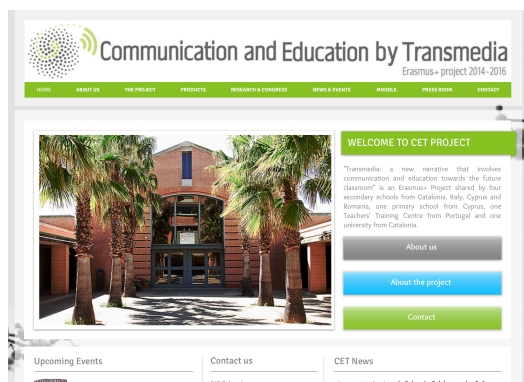 Communication and Education by Transmedia
Erasmus+ project 2014-2016
HOME ABOUT US THE PROJECT PRODUCTS RESEARCH & CONGRESS NEWS & EVENTS MOODLE PRESS ROOM CONTACT
WELCOME TO CET PROJECT
"Transmedia: a new narrative that involves
communication and education towards the future
classroom" is an Erasmus+ Project shared by four
secondary schools from Catalonia, Italy, Cyprus and
Romania, one primary school from Cyprus, one
Teachers' Training Centre from Portugal and one
university from Catalonia.
About us
About the project
Contact
Upcoming Events
Contact us
CET News